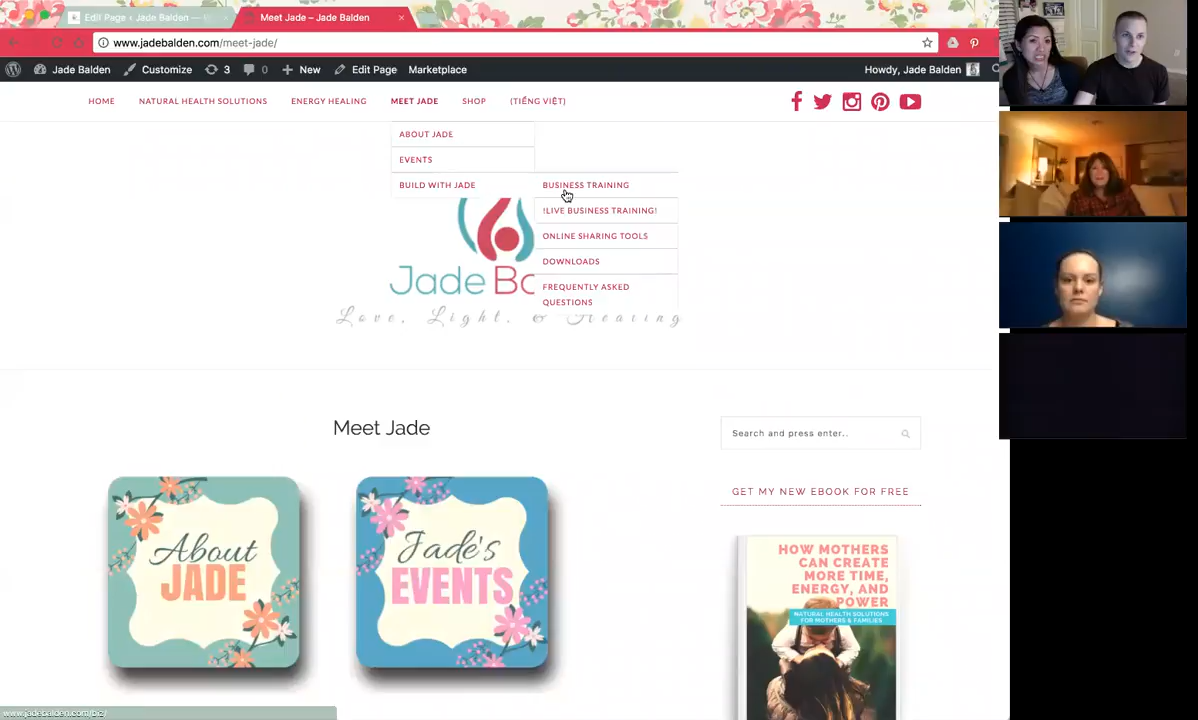 Edit Page ‹ Jade Balden —
Meet Jade – Jade Balden
www.jadebalden.com/meet-jade/
Jade Balden
Customize
3
0
New
Edit Page
Marketplace
Howdy, Jade Balden
HOME
NATURAL HEALTH SOLUTIONS
ENERGY HEALING
MEET JADE
SHOP
(TIẾNG VIỆT)
ABOUT JADE
EVENTS
BUILD WITH JADE
BUSINESS TRAINING
!LIVE BUSINESS TRAINING!
ONLINE SHARING TOOLS
DOWNLOADS
FREQUENTLY ASKED
QUESTIONS
Jade
Love, Light, & Healing
Meet Jade
Search and press enter..
GET MY NEW EBOOK FOR FREE
About
JADE
Jade's
EVENTS
HOW MOTHERS
CAN CREATE
MORE TIME,
ENERGY, AND
POWER
NATURAL HEALTH SOLUTIONS
FOR MOTHERS & FAMILIES
www.jadebalden.com/biz/